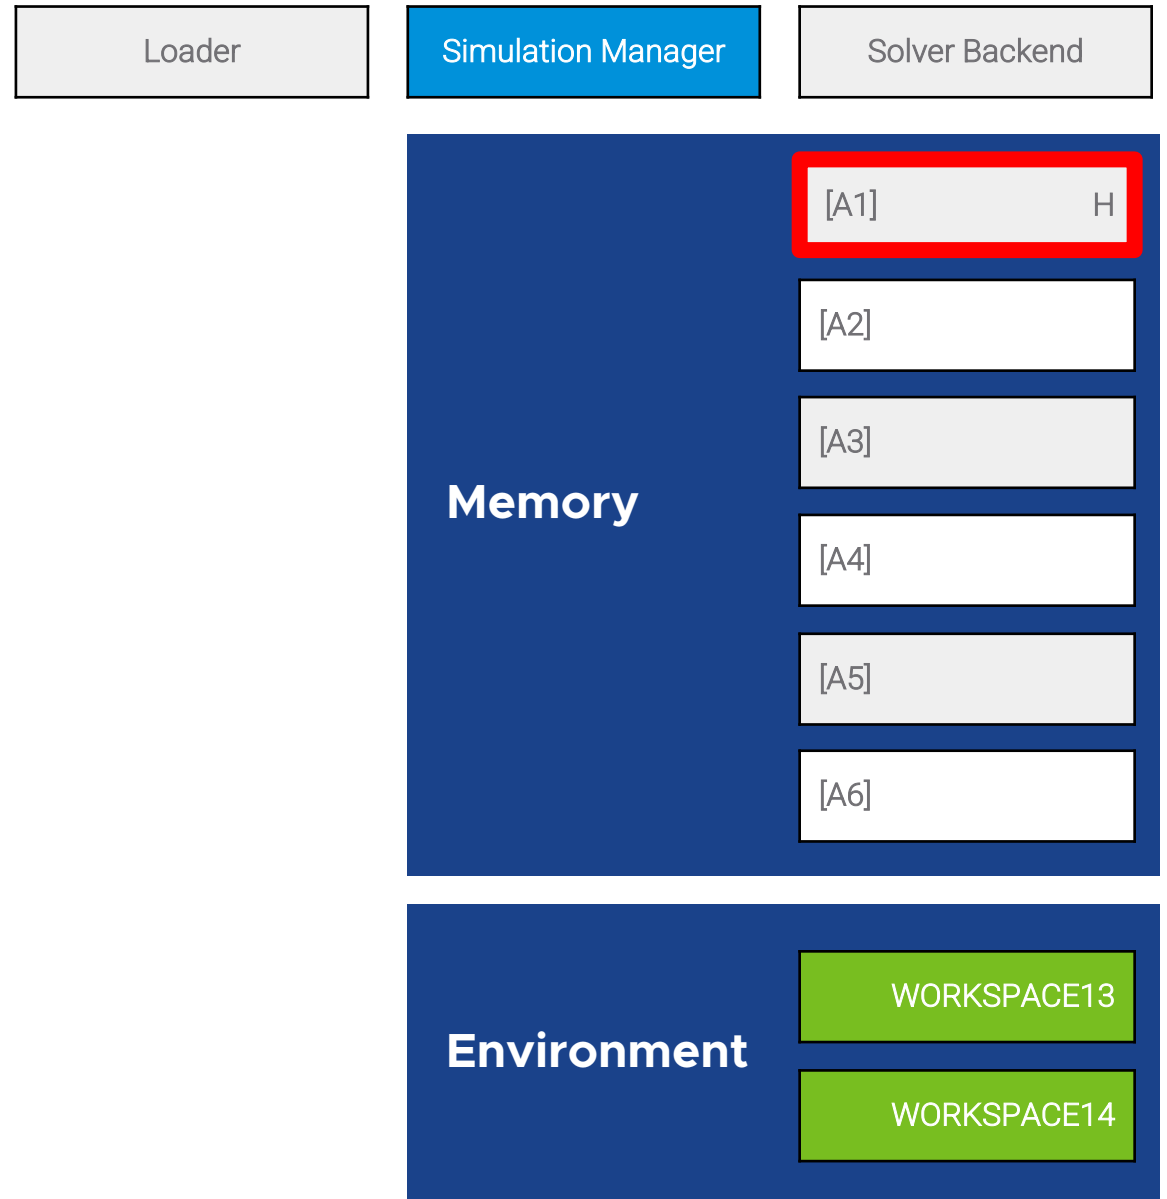 Loader
Simulation Manager
Solver Backend
[A1] H
[A2]
[A3]
Memory
[A4]
[A5]
[A6]
WORKSPACE13
Environment
WORKSPACE14